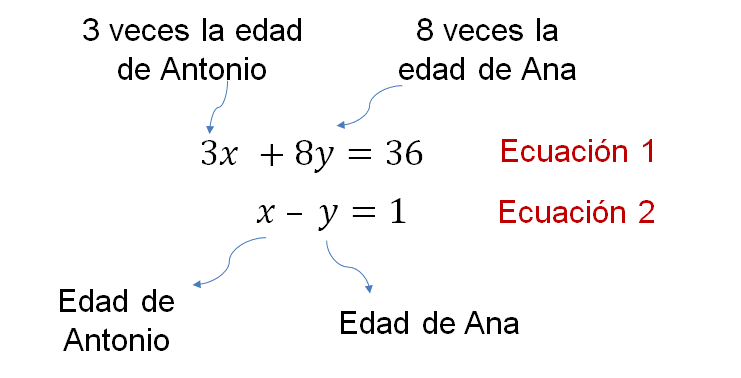 3 veces la edad
de Antonio
8 veces la
edad de Ana
3x + 8y = 36
Ecuación 1
x – y = 1
Ecuación 2
Edad de
Antonio
Edad de Ana